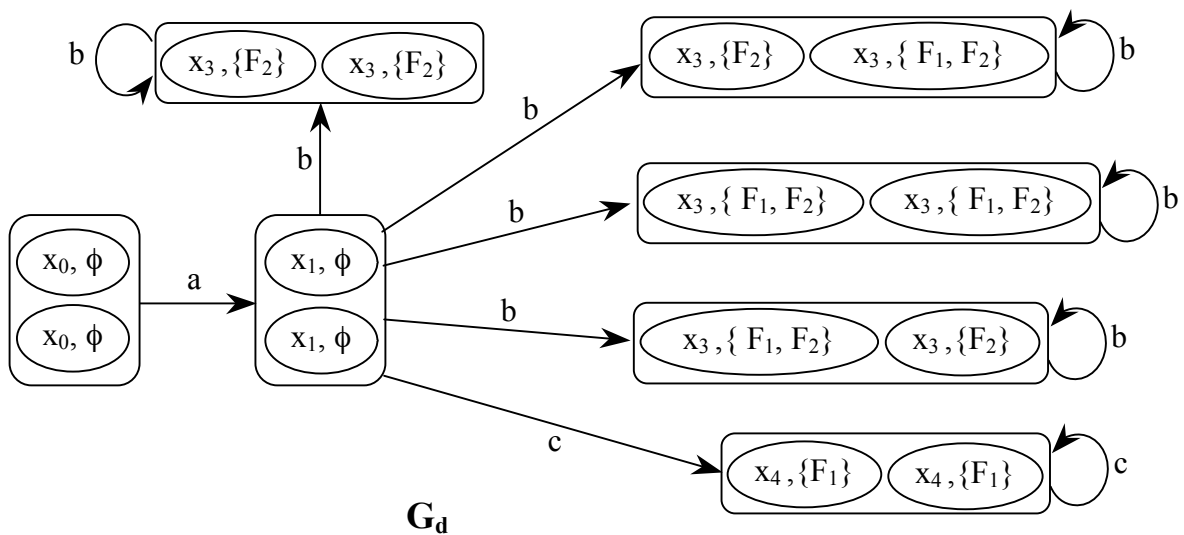 b
x₃ ,{F₂} x₃ ,{F₂}
x₃ ,{F₂} x₃ ,{ F₁, F₂}
b
b
b
x₃ ,{ F₁, F₂} x₃ ,{ F₁, F₂}
b
b
x₀, ϕ
x₀, ϕ
a
x₁, ϕ
x₁, ϕ
b
x₃ ,{ F₁, F₂} x₃ ,{F₂}
b
c
x₄ ,{F₁} x₄ ,{F₁}
c
G_d